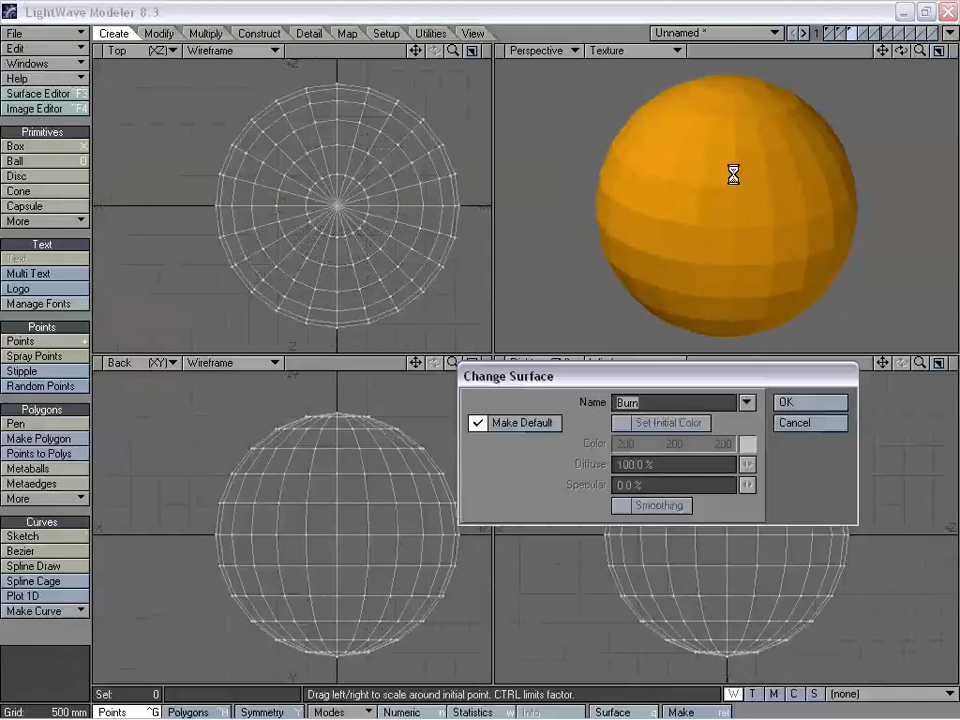 LightWave Modeler 8.3
File
Edit
Windows
Help
Surface Editor ^F3
Image Editor ^F4
Primitives
Box X
Ball O
Disc
Cone
Capsule
More
Text
Text
Multi Text
Logo
Manage Fonts
Points
Points +
Spray Points
Stipple
Random Points
Polygons
Pen
Make Polygon
Points to Polys
Metaballs
Metaedges
More
Curves
Sketch
Bezier
Spline Draw
Spline Cage
Plot 1D
Make Curve
Create Modify Multiply Construct Detail Map Setup Utilities View
Unnamed * 1
Top (XZ) Wireframe
Perspective Texture
Back (XY) Wireframe
Change Surface
Name Burn
OK
Make Default
Set Initial Color
Cancel
Color 200 200 200
Diffuse 100.0 %
Specular 0.0 %
Smoothing
Sel: 0
Drag left/right to scale around initial point. CTRL limits factor.
W T M C S (none)
Grid: 500 mm
Points ^G Polygons ^H Symmetry Y Modes Numeric n Statistics w Info Surface q Make ret